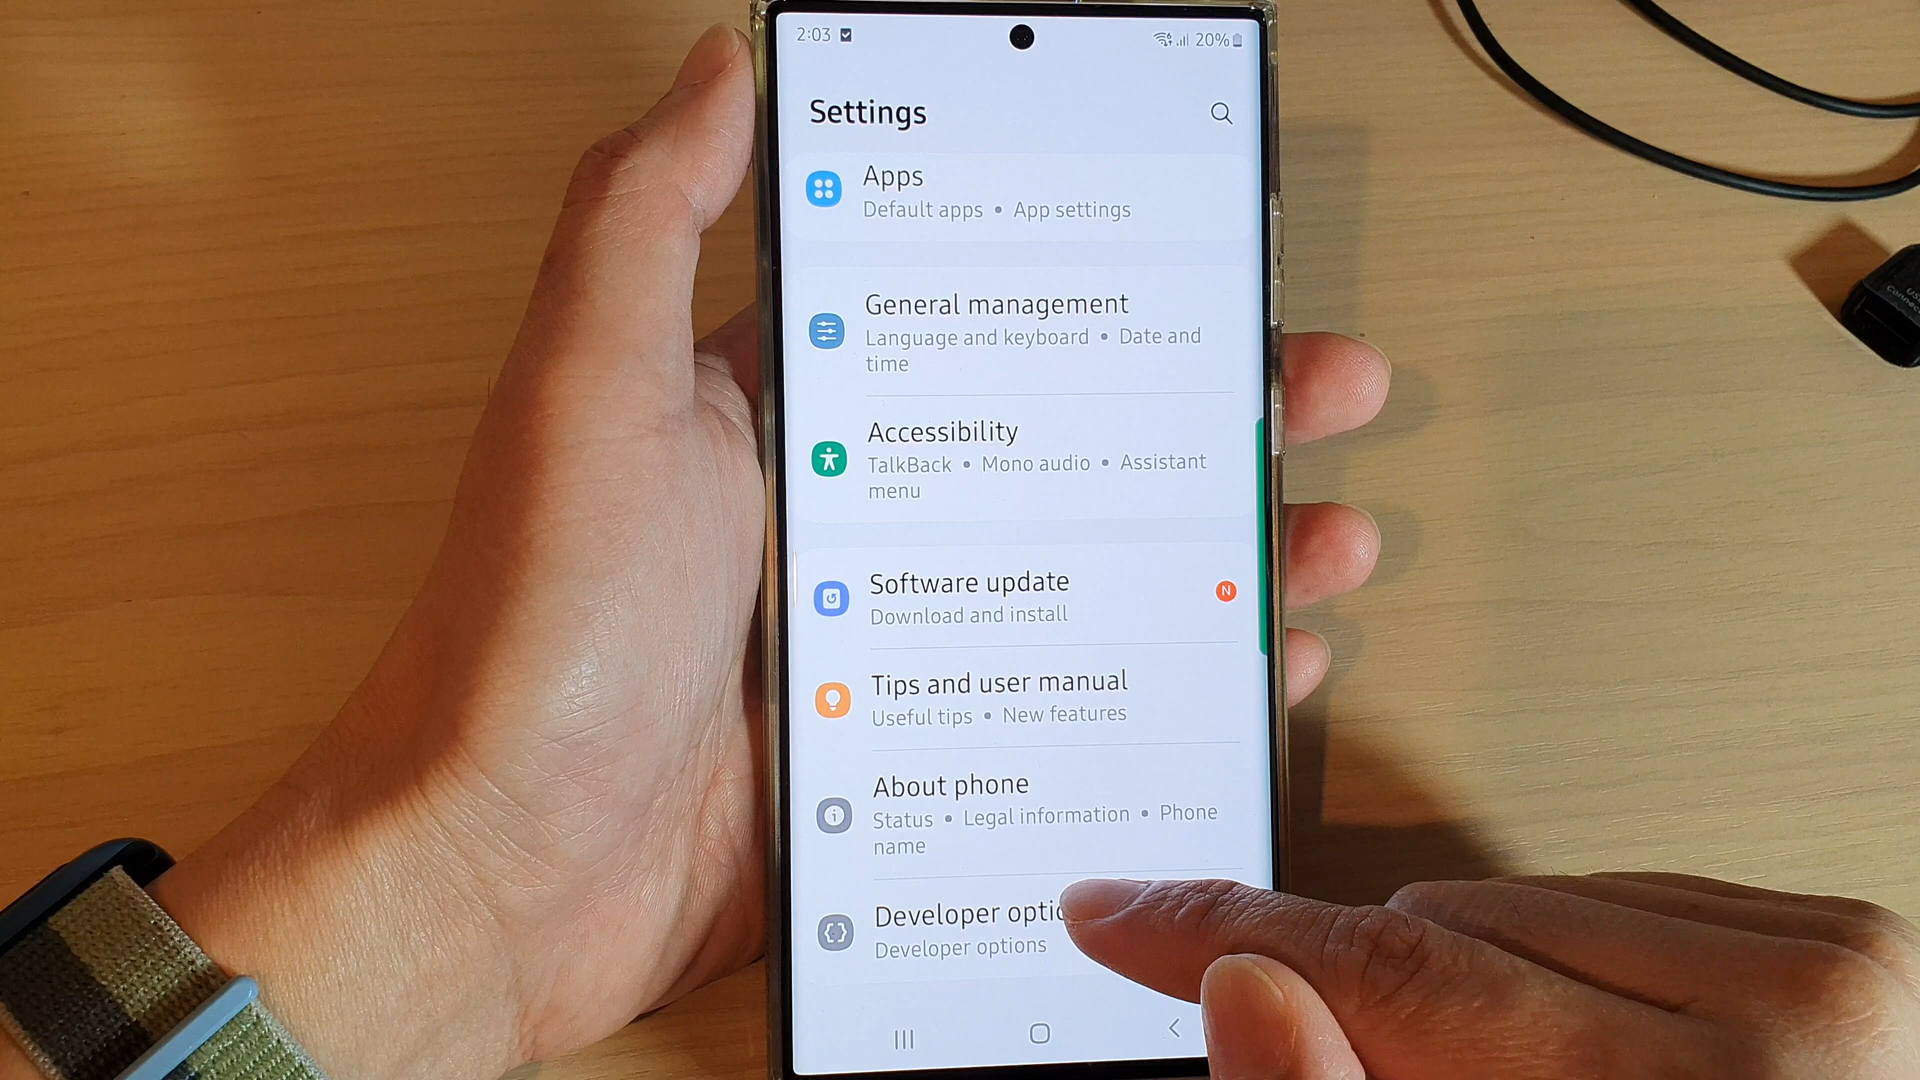 2:03 20%
Settings
Apps
Default apps • App settings
General management
Language and keyboard • Date and
time
Accessibility
TalkBack • Mono audio • Assistant
menu
Software update N
Download and install
Tips and user manual
Useful tips • New features
About phone
Status • Legal information • Phone
name
Developer optio
Developer options